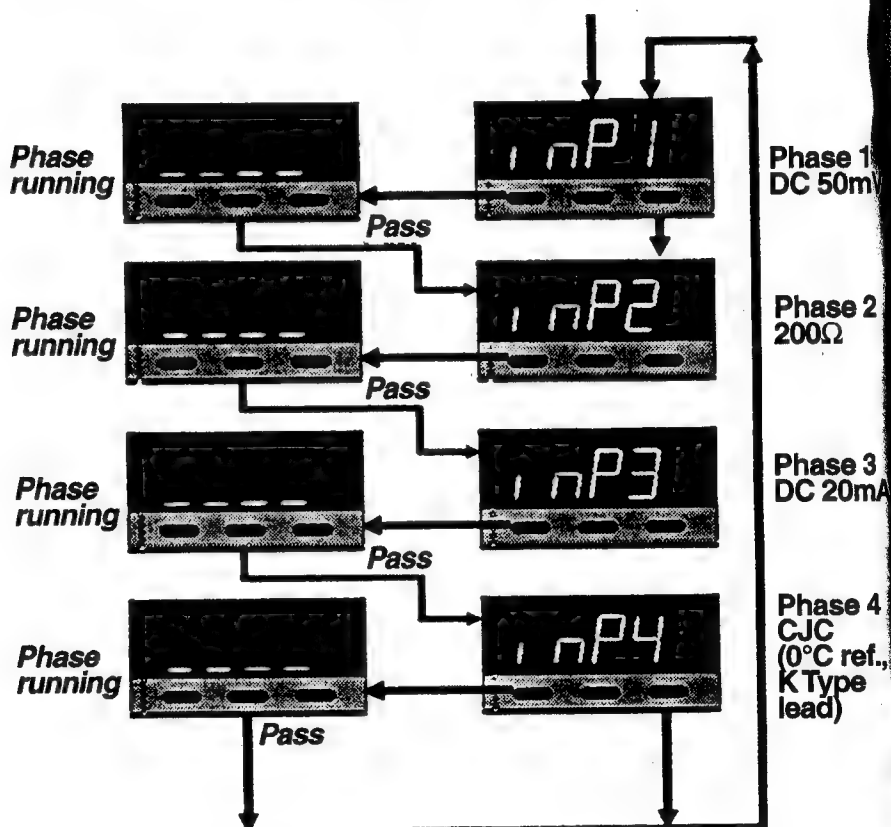 Phase
running
inP1
Phase 1
DC 50mV
Pass
Phase
running
inP2
Phase 2
200Ω
Pass
Phase
running
inP3
Phase 3
DC 20mA
Pass
Phase
running
inP4
Phase 4
CJC
(0°C ref.,
K Type
lead)
Pass